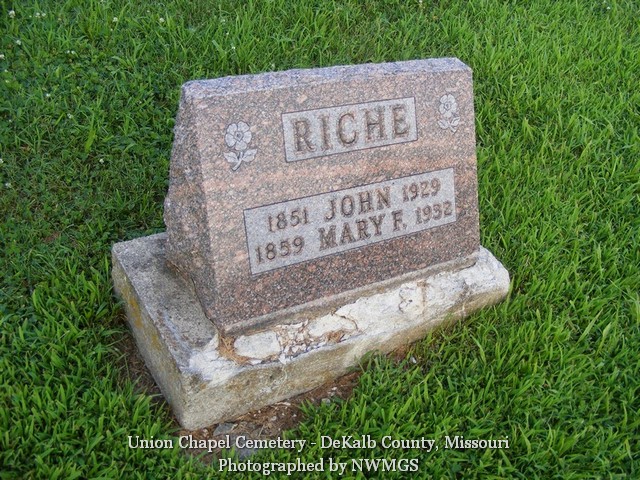 RICHE
1851 JOHN 1929
1859 MARY F. 1932
Union Chapel Cemetery - DeKalb County, Missouri
Photographed by NWMGS